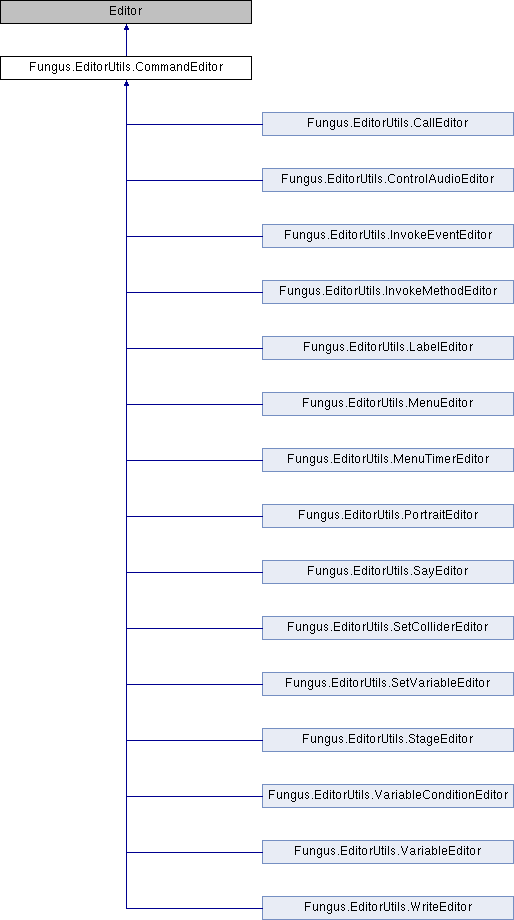 Editor
Fungus.EditorUtils.CommandEditor
Fungus.EditorUtils.CallEditor
Fungus.EditorUtils.ControlAudioEditor
Fungus.EditorUtils.InvokeEventEditor
Fungus.EditorUtils.InvokeMethodEditor
Fungus.EditorUtils.LabelEditor
Fungus.EditorUtils.MenuEditor
Fungus.EditorUtils.MenuTimerEditor
Fungus.EditorUtils.PortraitEditor
Fungus.EditorUtils.SayEditor
Fungus.EditorUtils.SetColliderEditor
Fungus.EditorUtils.SetVariableEditor
Fungus.EditorUtils.StageEditor
Fungus.EditorUtils.VariableConditionEditor
Fungus.EditorUtils.VariableEditor
Fungus.EditorUtils.WriteEditor